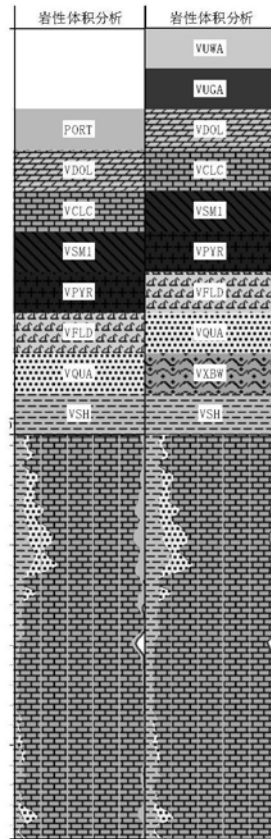 岩性体积分析 岩性体积分析
VUWA
VUGA
PORT VDOL
VDOL VCLC
VCLC VSM1
VSM1 VPYR
VPYR VFLD
VFLD VQUA
VQUA VXBW
VSH VSH